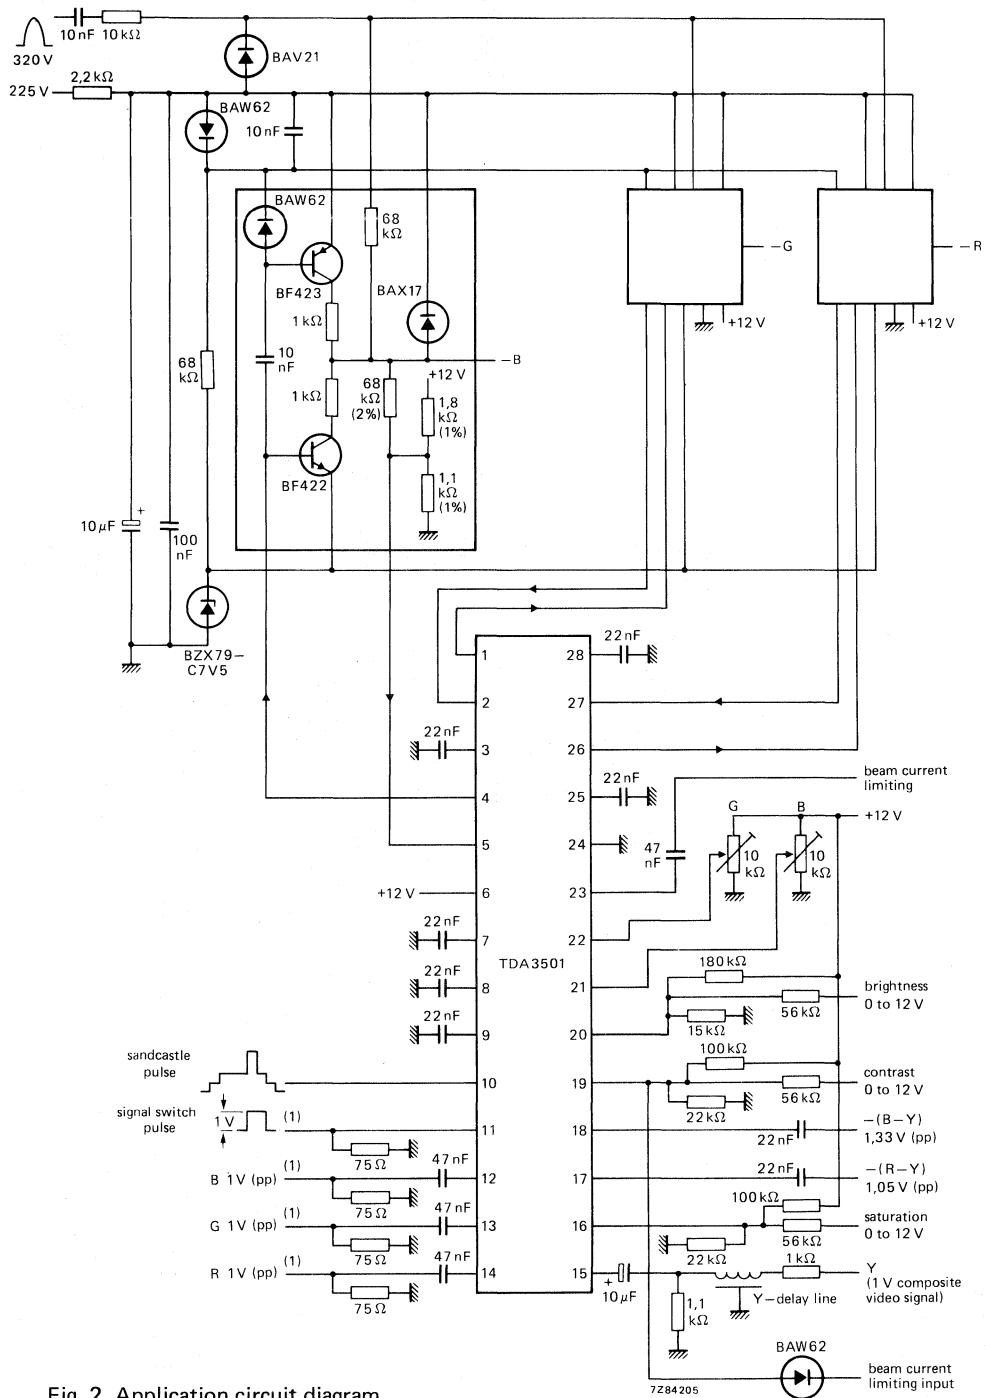 10 nF 10 kΩ
320 V
BAV21
2,2 kΩ
225 V
BAW62
10 nF
BAW62
68 kΩ
BF423
BAX17
1 kΩ
10 nF
–B
+12 V
–G
–R
+12 V
+12 V
68 kΩ
1 kΩ
68 kΩ (2%)
1,8 kΩ (1%)
BF422
1,1 kΩ (1%)
10 μF
+
100 nF
BZX79–
C7V5
1
2
3
4
5
6
7
8
9
10
11
12
13
14
28
27
26
25
24
23
22
21
20
19
18
17
16
15
TDA3501
22 nF
22 nF
22 nF
beam current
limiting
47 nF
G
B
+12 V
10 kΩ
10 kΩ
+12 V
22 nF
22 nF
22 nF
180 kΩ
brightness
0 to 12 V
56 kΩ
15 kΩ
sandcastle
pulse
100 kΩ
contrast
0 to 12 V
56 kΩ
22 kΩ
signal switch
pulse
1 V
(1)
75 Ω
22 nF
–(B–Y)
1,33 V (pp)
B 1V (pp)
(1)
47 nF
75 Ω
22 nF
–(R–Y)
1,05 V (pp)
G 1V (pp)
(1)
47 nF
75 Ω
100 kΩ
saturation
0 to 12 V
56 kΩ
22 kΩ
R 1V (pp)
(1)
47 nF
75 Ω
+
10 μF
1 kΩ
Y
(1 V composite
video signal)
Y–delay line
1,1 kΩ
BAW62
beam current
limiting input
7Z84205
Fig. 2 Application circuit diagram.